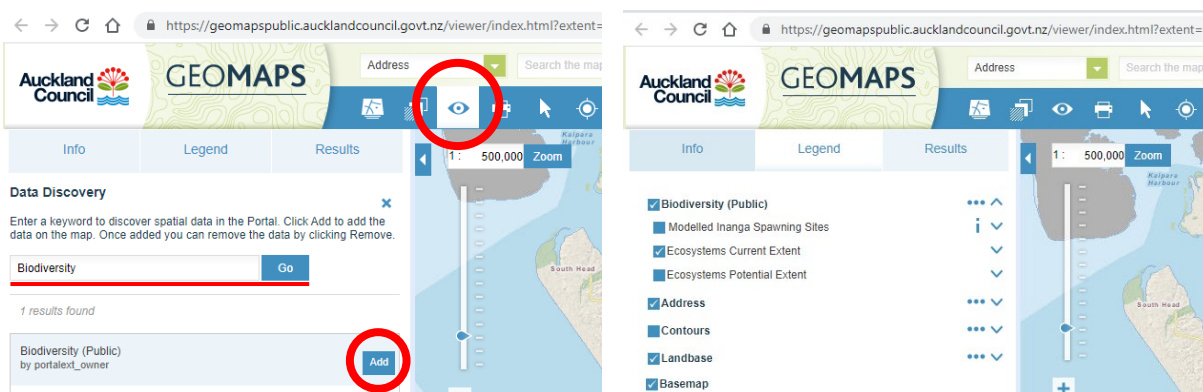 https://geomapspublic.aucklandcouncil.govt.nz/viewer/index.html?extent=
Auckland
Council
GEOMAPS
Address
Search the map
Info
Legend
Results
1 :
500,000
Zoom
Kaipara
Harbour
Data Discovery
Enter a keyword to discover spatial data in the Portal. Click Add to add the
data on the map. Once added you can remove the data by clicking Remove.
Biodiversity
Go
South Head
1 results found
Biodiversity (Public)
by portalext_owner
Add
https://geomapspublic.aucklandcouncil.govt.nz/viewer/index.html?extent=
Auckland
Council
GEOMAPS
Address
Search the map
Info
Legend
Results
1 :
500,000
Zoom
Kaipara
Harbour
Biodiversity (Public)
Modelled Inanga Spawning Sites
Ecosystems Current Extent
Ecosystems Potential Extent
South Head
Address
Contours
Landbase
Basemap